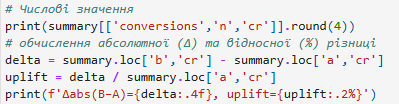 # Числові значення
print(summary[['conversions','n','cr']].round(4))
# обчислення абсолютної (Δ) та відносної (%) різниці
delta = summary.loc['b','cr'] - summary.loc['a','cr']
uplift = delta / summary.loc['a','cr']
print(f'Δabs(B−A)={delta:.4f}, uplift={uplift:.2%}')